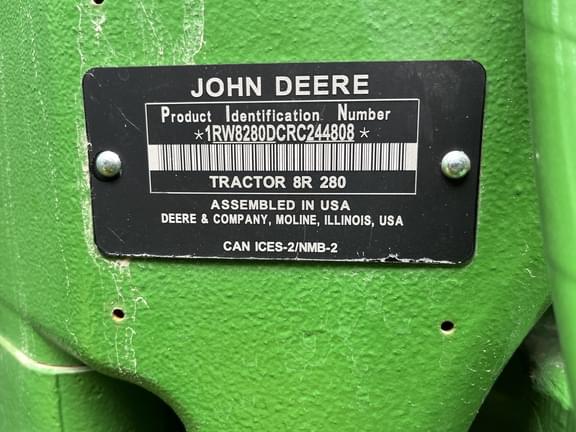 JOHN DEERE
Product Identification Number
*1RW8280DCRC244808*
TRACTOR 8R 280
ASSEMBLED IN USA
DEERE & COMPANY, MOLINE, ILLINOIS, USA
CAN ICES-2/NMB-2